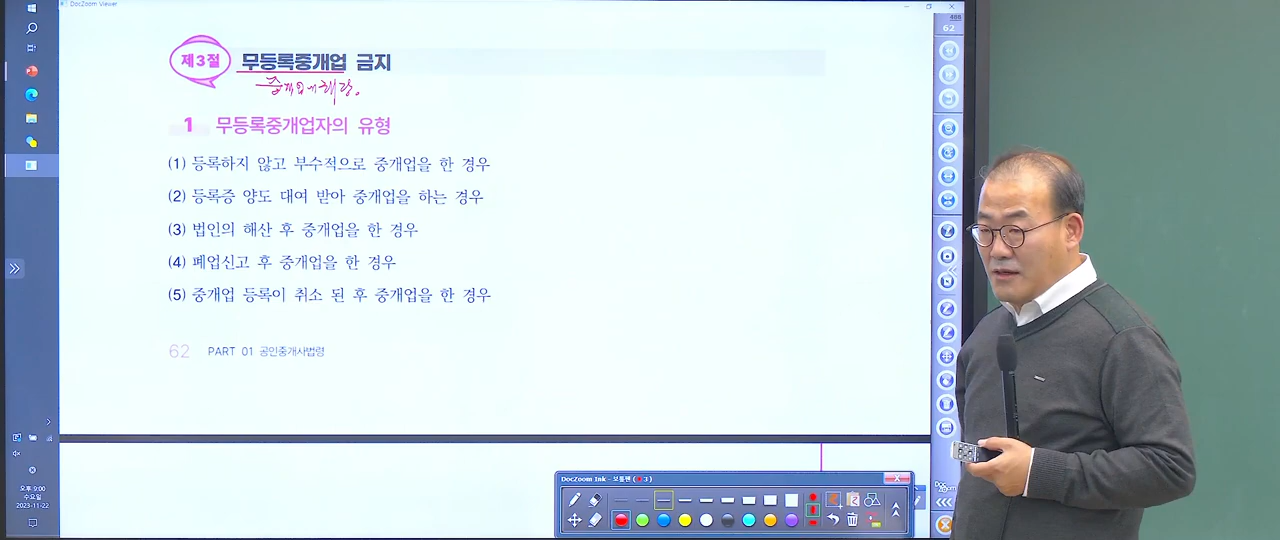 DocZoom Viewer
488
62
제3절 무등록중개업 금지
중개업에 해당.
1 무등록중개업자의 유형
(1) 등록하지 않고 부수적으로 중개업을 한 경우
(2) 등록증 양도 대여 받아 중개업을 하는 경우
(3) 법인의 해산 후 중개업을 한 경우
(4) 폐업신고 후 중개업을 한 경우
(5) 중개업 등록이 취소 된 후 중개업을 한 경우
62 PART 01 공인중개사법령
DocZoom Ink - 보통펜 ( 3 )
Doc Zoom
오후 9:00
수요일
2023-11-22